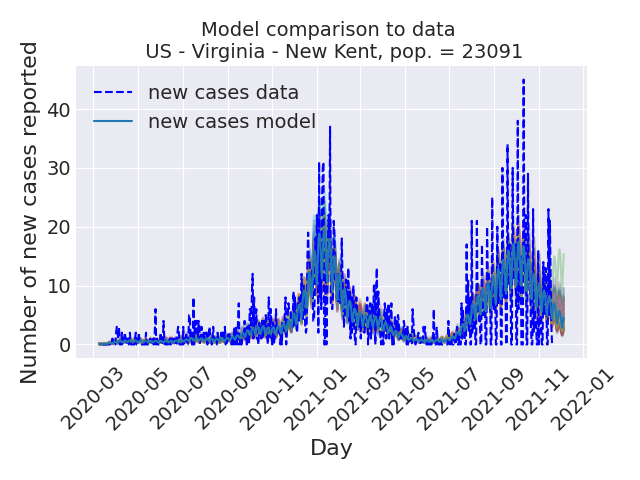 Model comparison to data
US - Virginia - New Kent, pop. = 23091
new cases data
new cases model
Number of new cases reported
40
30
20
10
0
2020-03
2020-05
2020-07
2020-09
2020-11
2021-01
2021-03
2021-05
2021-07
2021-09
2021-11
2022-01
Day